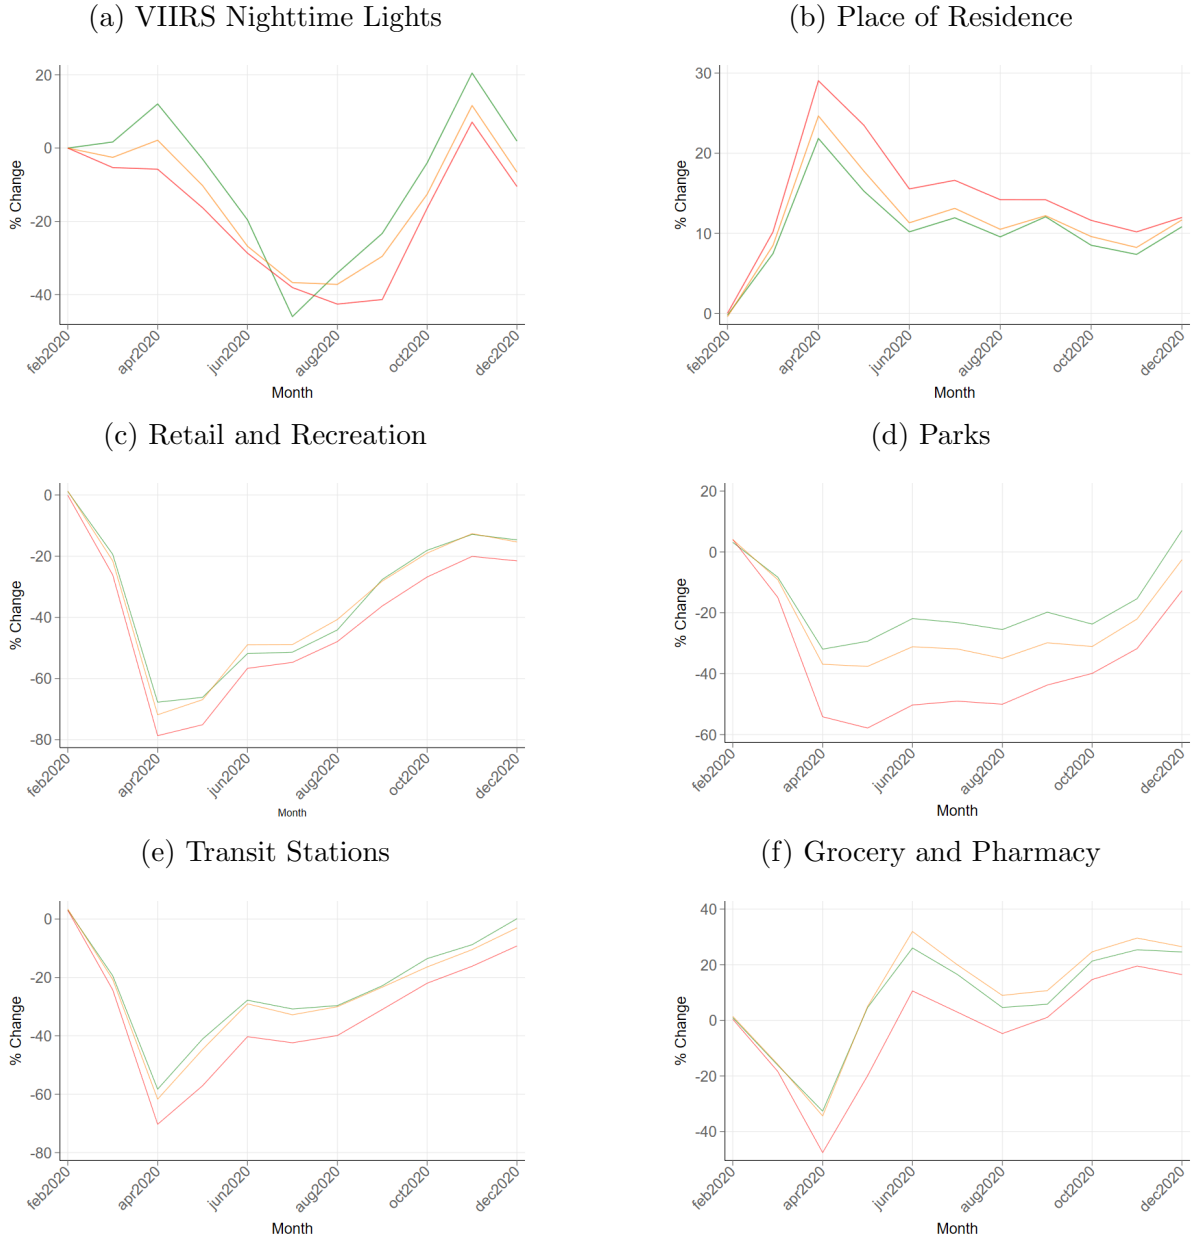 (a) VIIRS Nighttime Lights
20
0
-20
-40
% Change
feb2020
apr2020
jun2020
aug2020
oct2020
dec2020
Month
(b) Place of Residence
30
20
10
0
% Change
feb2020
apr2020
jun2020
aug2020
oct2020
dec2020
Month
(c) Retail and Recreation
0
-20
-40
-60
-80
% Change
feb2020
apr2020
jun2020
aug2020
oct2020
dec2020
Month
(d) Parks
20
0
-20
-40
-60
% Change
feb2020
apr2020
jun2020
aug2020
oct2020
dec2020
Month
(e) Transit Stations
0
-20
-40
-60
-80
% Change
feb2020
apr2020
jun2020
aug2020
oct2020
dec2020
Month
(f) Grocery and Pharmacy
40
20
0
-20
-40
% Change
feb2020
apr2020
jun2020
aug2020
oct2020
dec2020
Month